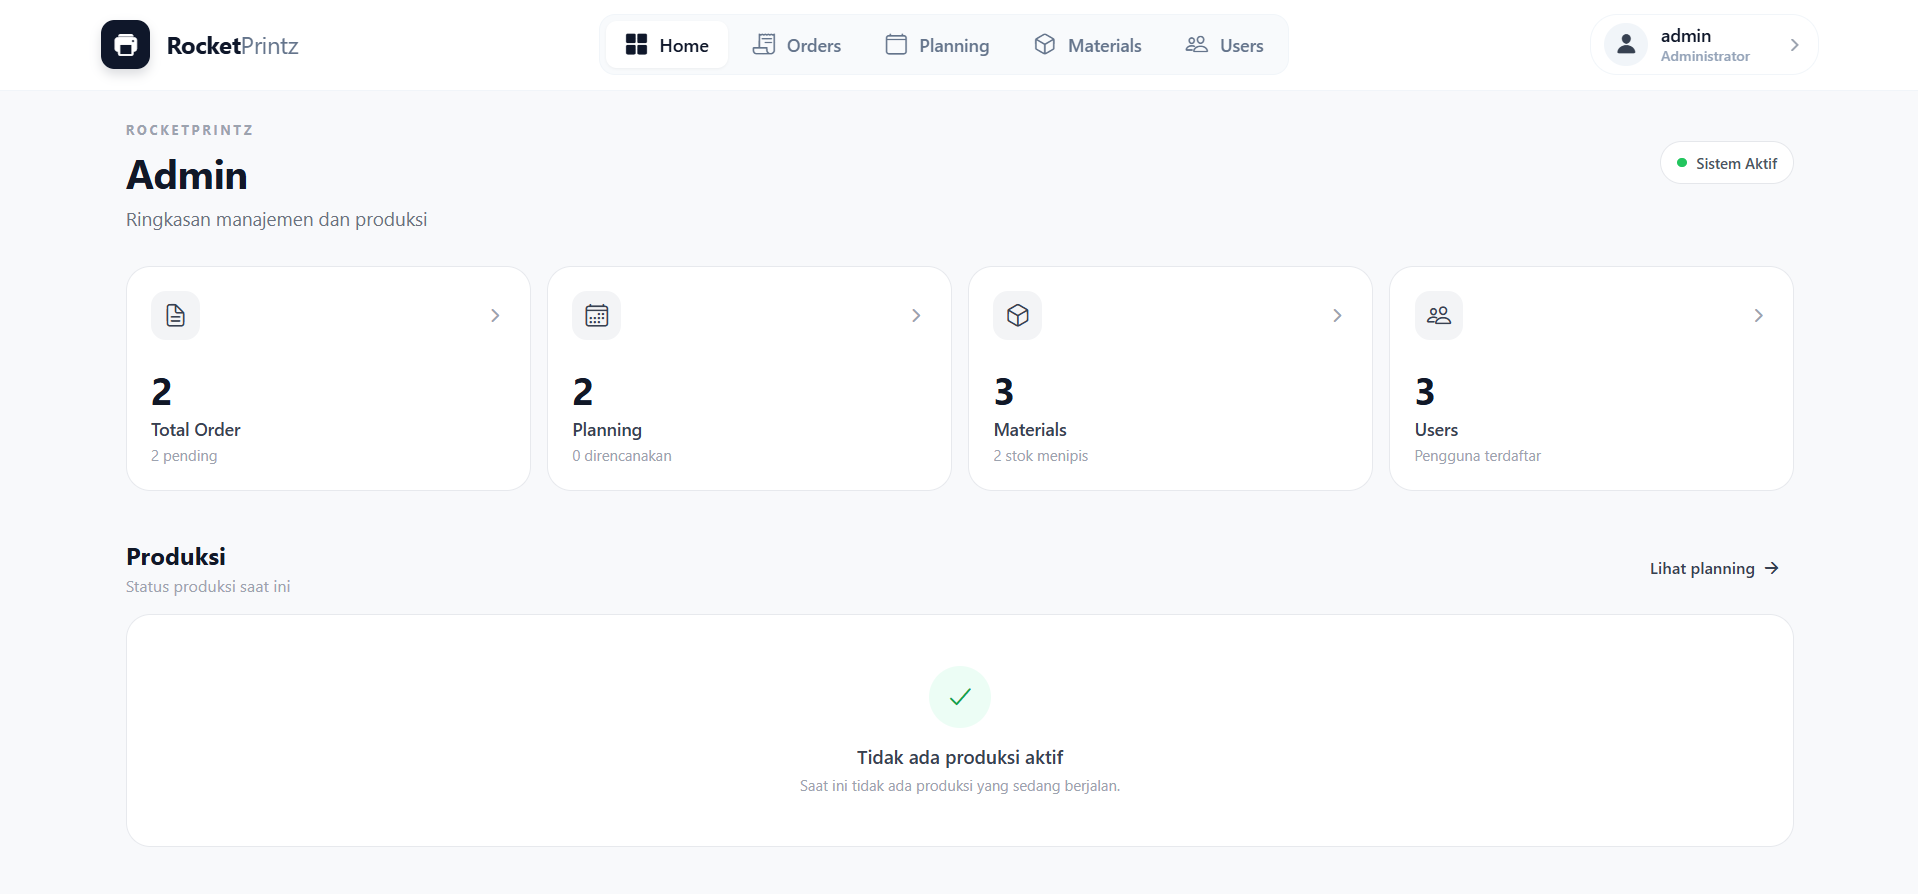 RocketPrintz
Home
Orders
Planning
Materials
Users
admin
Administrator
ROCKETPRINTZ
Admin
Ringkasan manajemen dan produksi
Sistem Aktif
2
Total Order
2 pending
2
Planning
0 direncanakan
3
Materials
2 stok menipis
3
Users
Pengguna terdaftar
Produksi
Status produksi saat ini
Lihat planning
Tidak ada produksi aktif
Saat ini tidak ada produksi yang sedang berjalan.